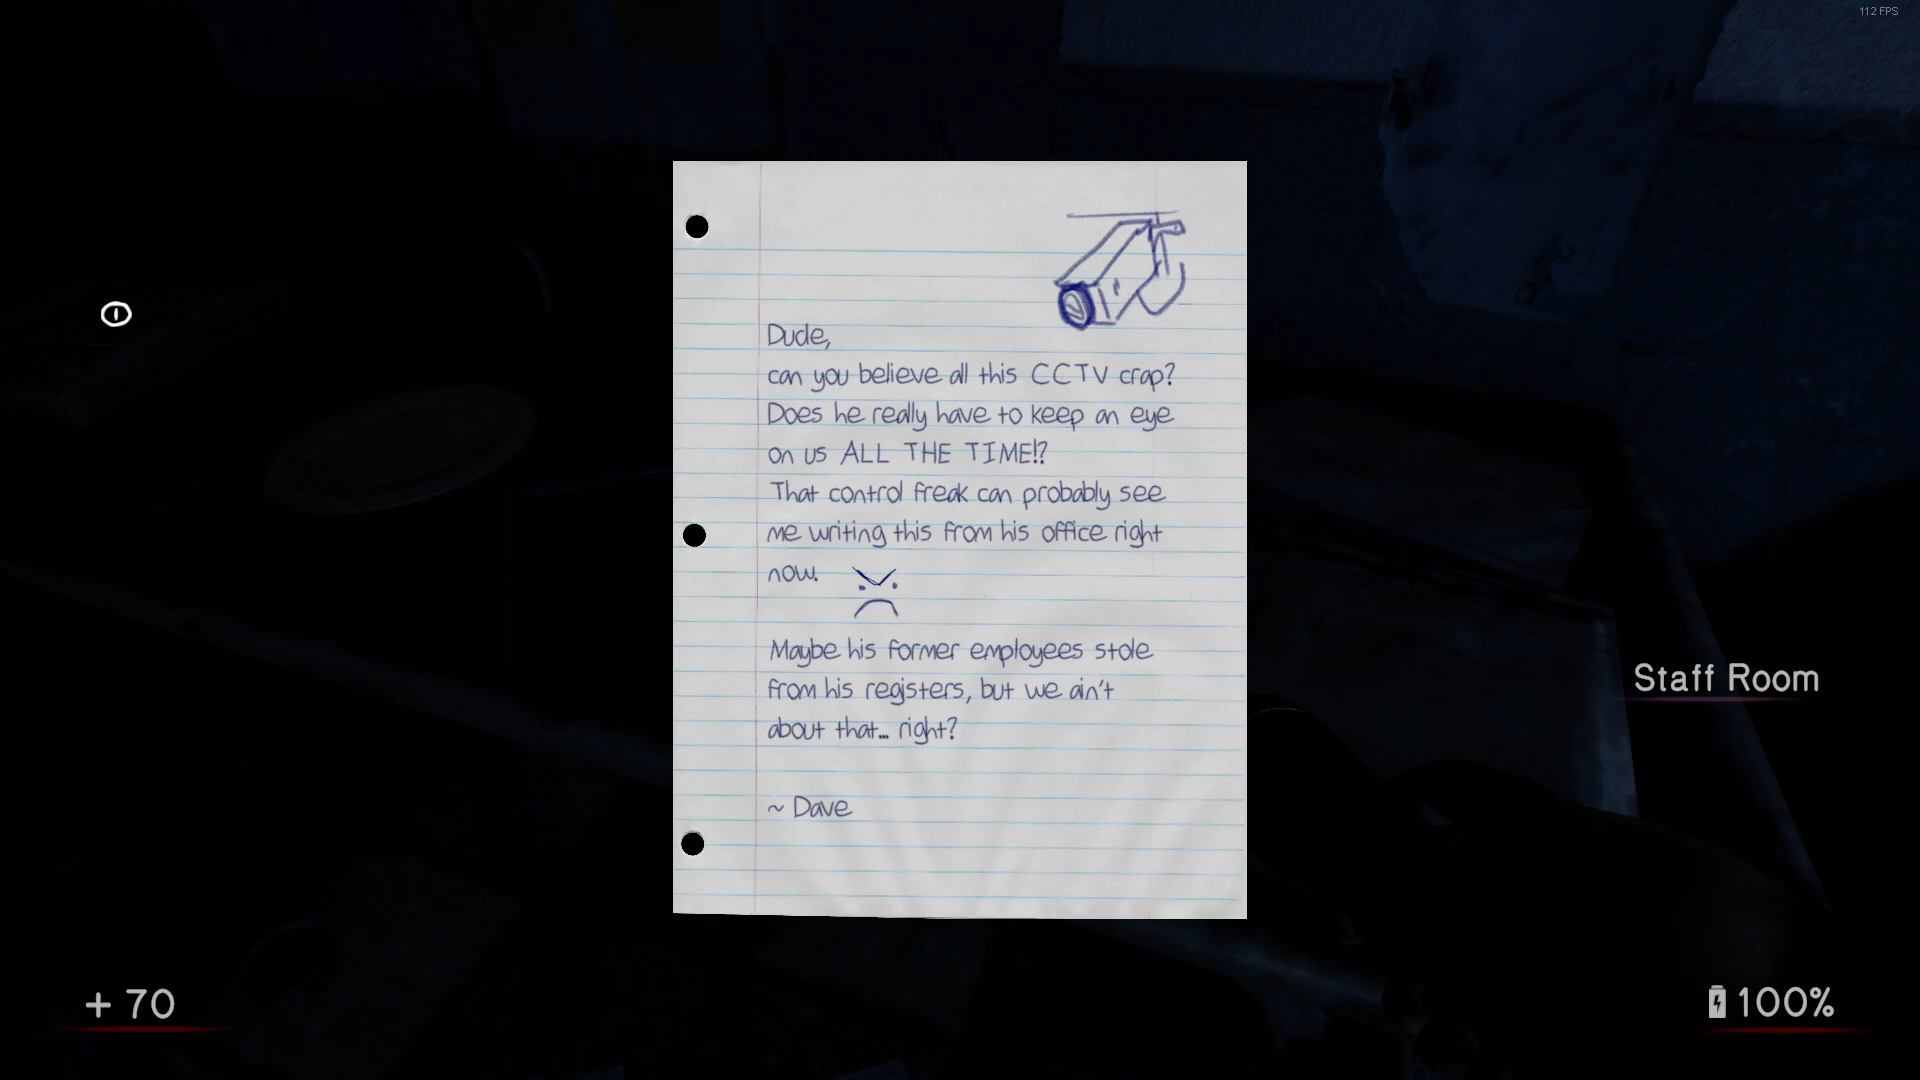 112 FPS
Dude,
can you believe all this CCTV crap?
Does he really have to keep an eye
on us ALL THE TIME!?
That control freak can probably see
me writing this from his office right
now.
Maybe his former employees stole
from his registers, but we ain't
about that... right?
~ Dave
Staff Room
+ 70
100%